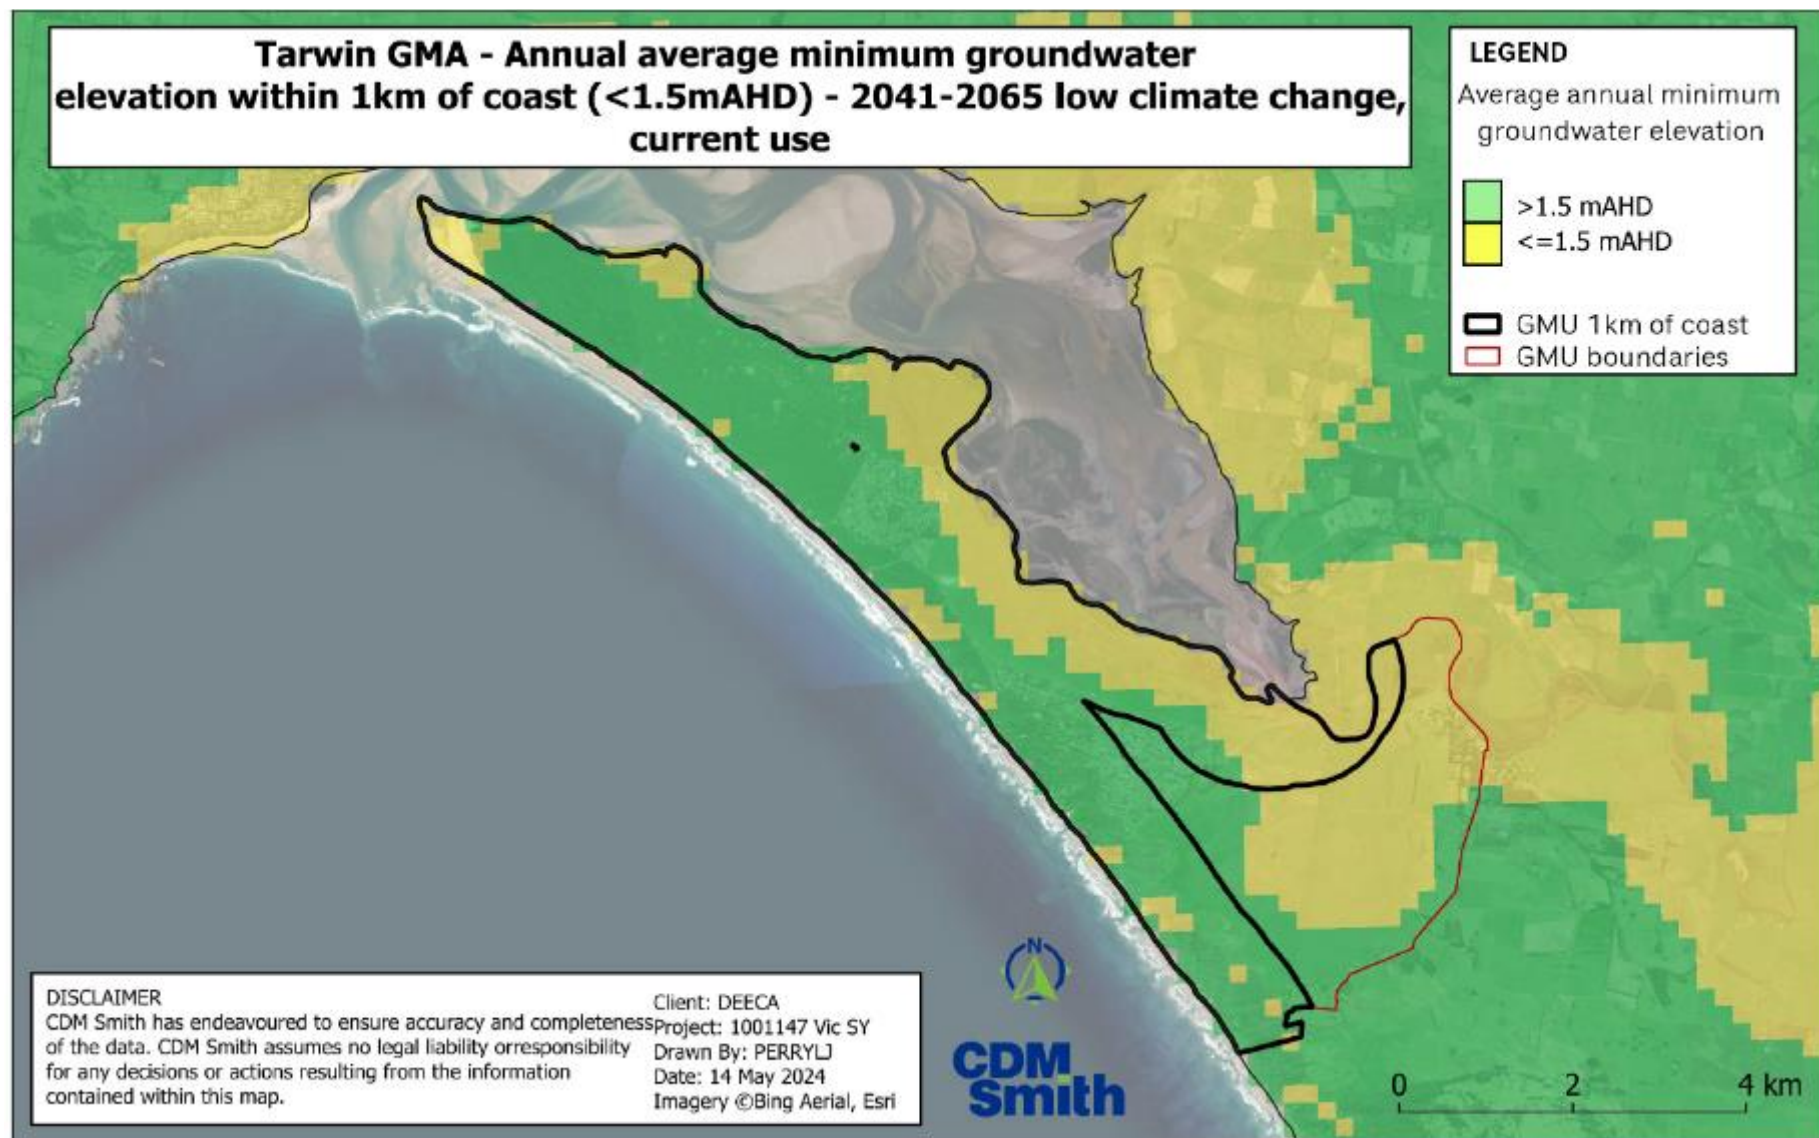 Tarwin GMA - Annual average minimum groundwater
elevation within 1km of coast (<1.5mAHD) - 2041-2065 low climate change,
current use
LEGEND
Average annual minimum
groundwater elevation
>1.5 mAHD
<=1.5 mAHD
GMU 1km of coast
GMU boundaries
DISCLAIMER
CDM Smith has endeavoured to ensure accuracy and completeness
of the data. CDM Smith assumes no legal liability orresponsibility
for any decisions or actions resulting from the information
contained within this map.
Client: DEECA
Project: 1001147 Vic SY
Drawn By: PERRYLJ
Date: 14 May 2024
Imagery ©Bing Aerial, Esri
N
CDM
Smith
0 2 4 km